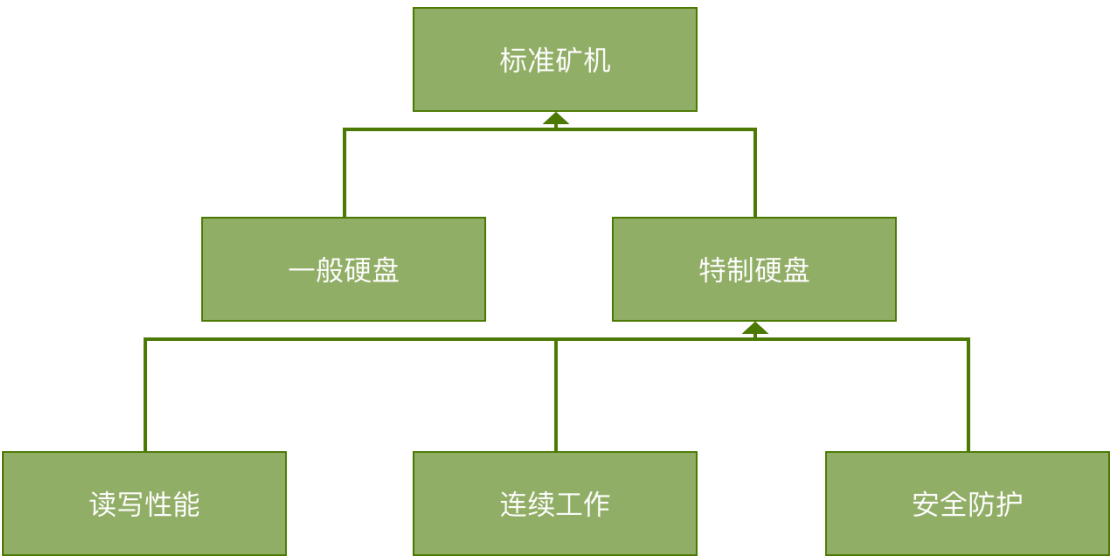 标准矿机
一般硬盘
特制硬盘
读写性能
连续工作
安全防护